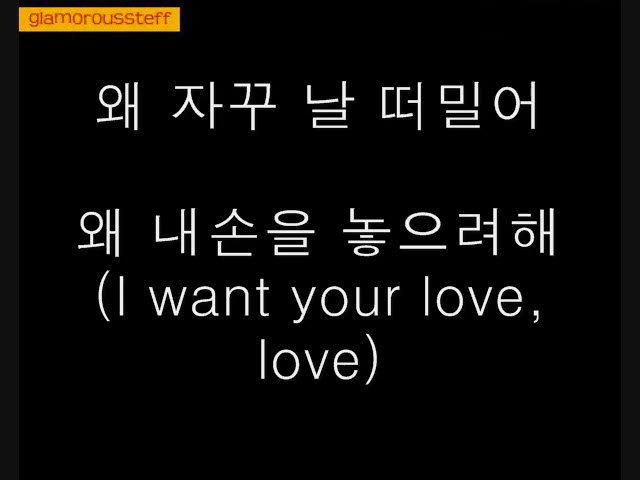 glamoroussteff
왜 자꾸 날 떠밀어
왜 내손을 놓으려해
(I want your love,
love)